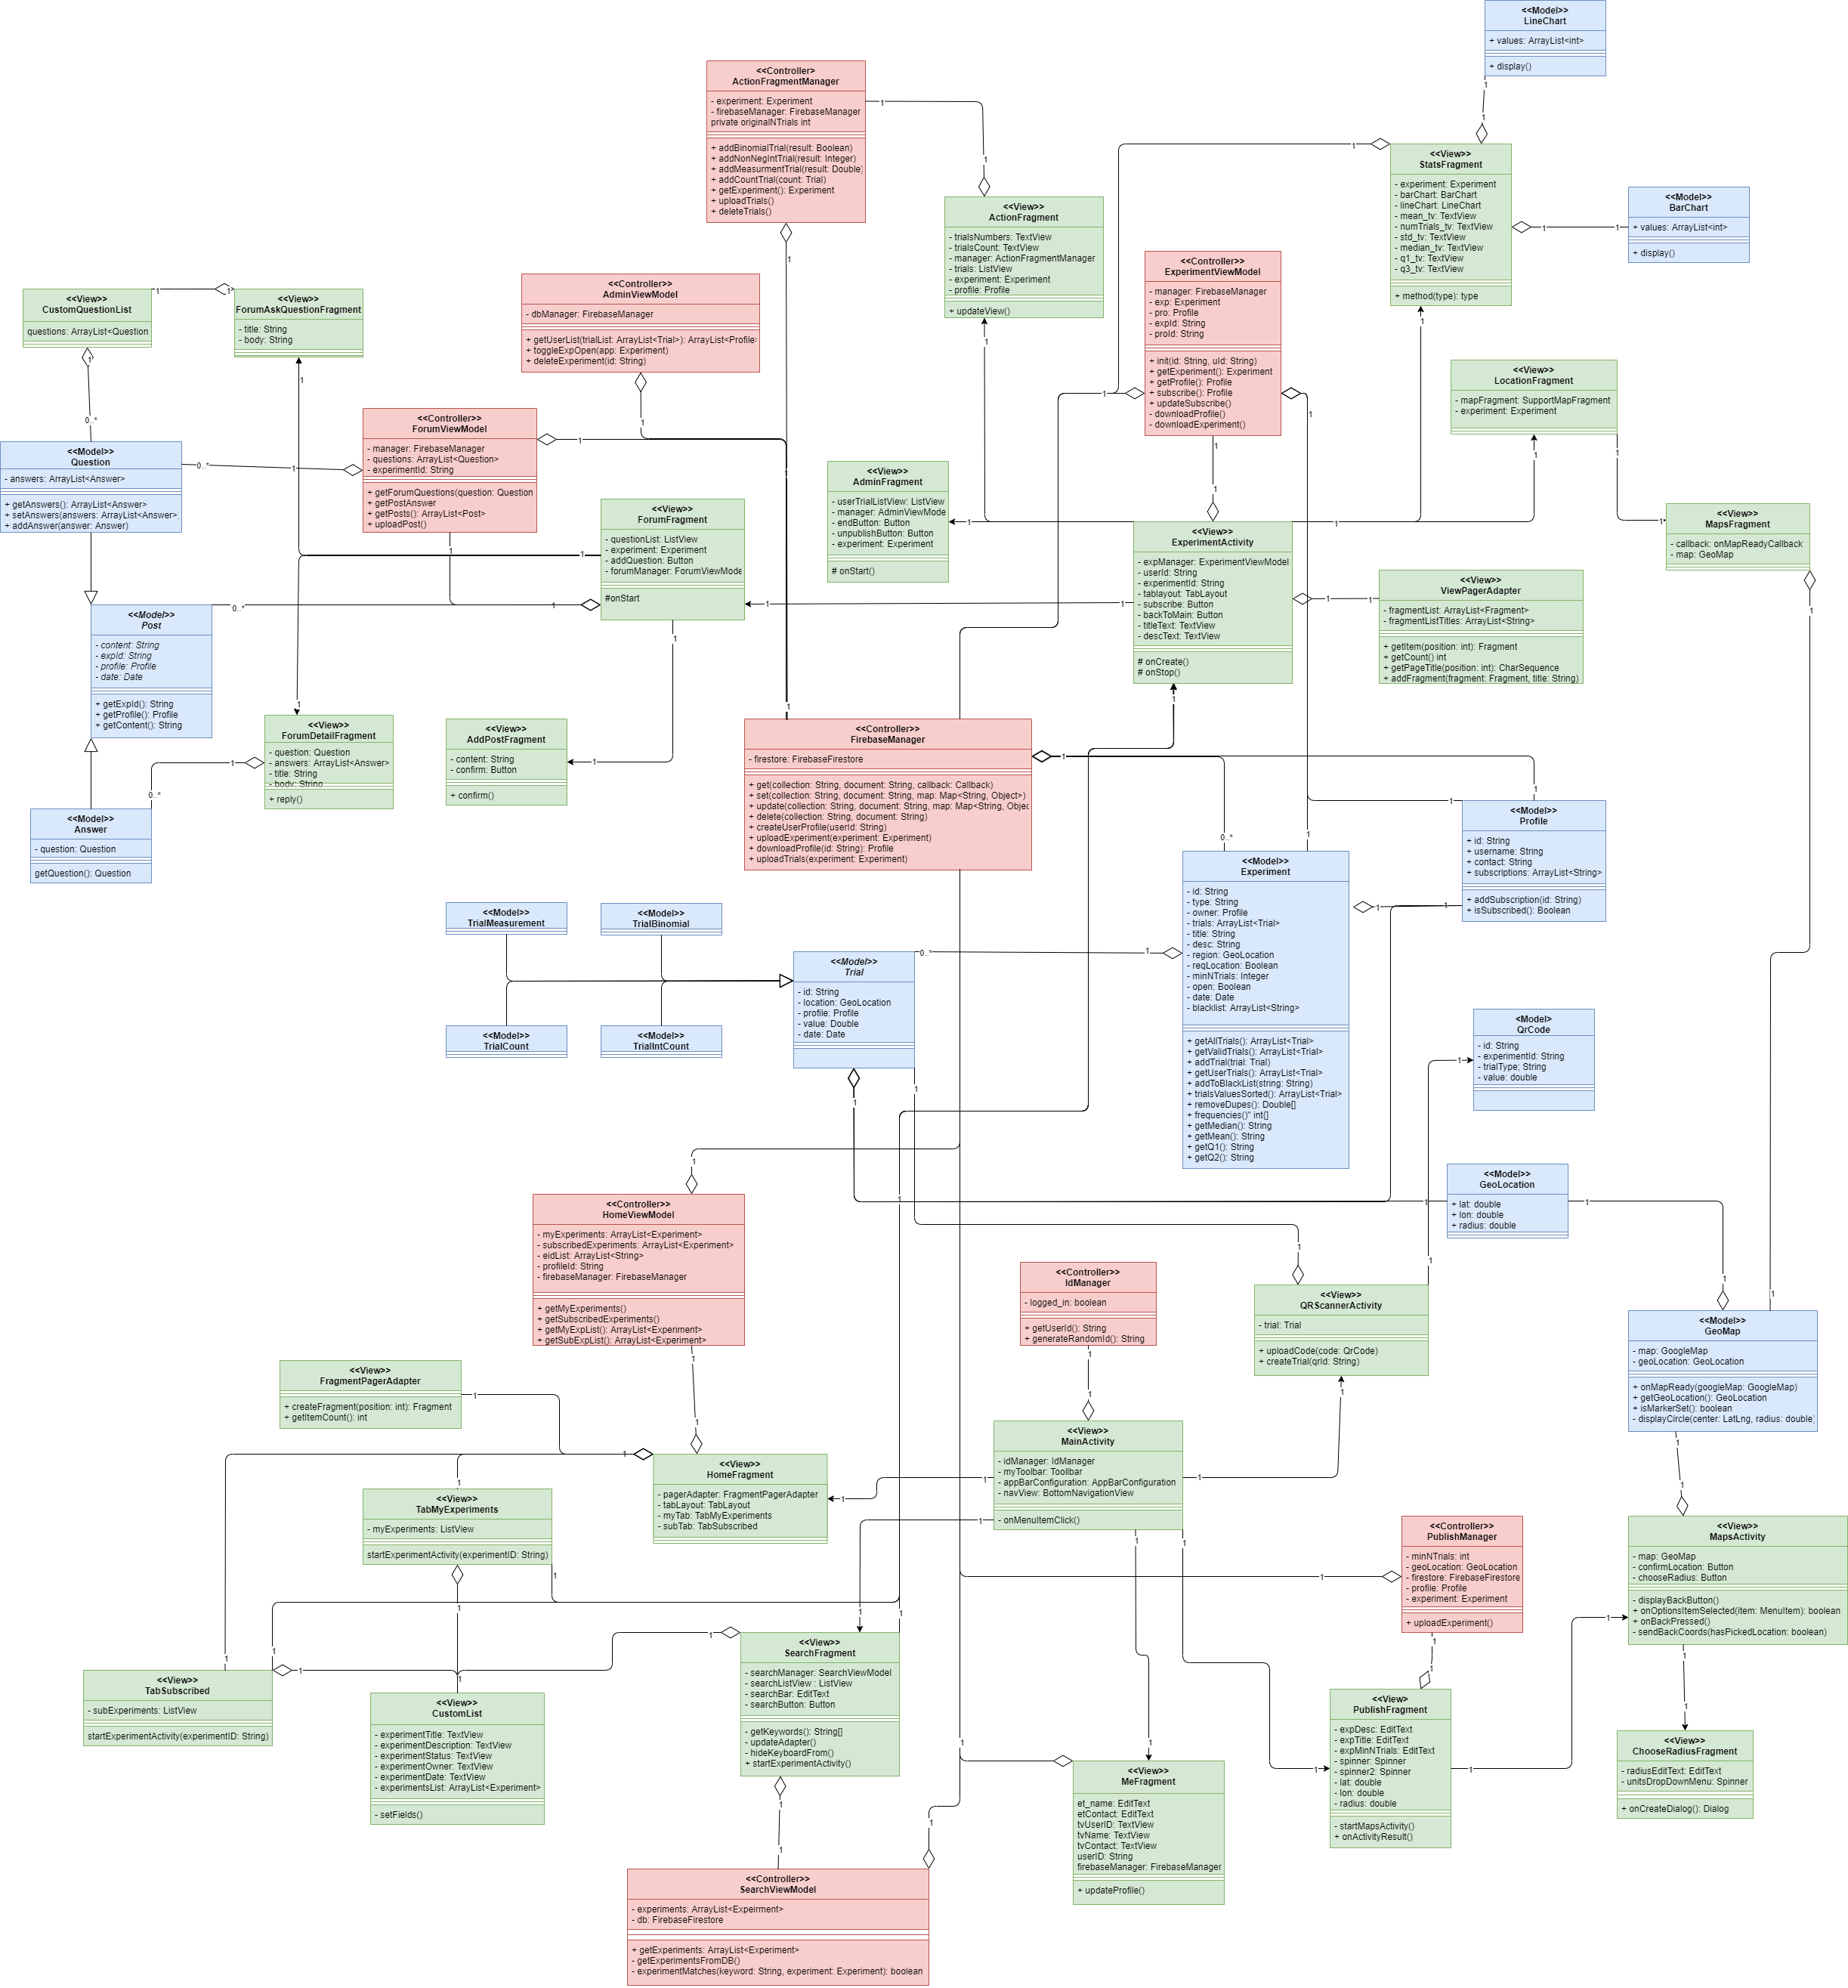 <<Model>>
LineChart
+ values: ArrayList<int>
+ display()
<<Controller>
ActionFragmentManager
- experiment: Experiment
- firebaseManager: FirebaseManager
private originalNTrials int
+ addBinomialTrial(result: Boolean)
+ addNonNegIntTrial(result: Integer)
+ addMeasurmentTrial(result: Double)
+ addCountTrial(count: Trial)
+ getExperiment(): Experiment
+ uploadTrials()
+ deleteTrials()
<<View>>
StatsFragment
- experiment: Experiment
- barChart: BarChart
- lineChart: LineChart
- mean_tv: TextView
- numTrials_tv: TextView
- std_tv: TextView
- median_tv: TextView
- q1_tv: TextView
- q3_tv: TextView
+ method(type): type
<<Model>>
BarChart
+ values: ArrayList<int>
+ display()
<<View>>
ActionFragment
- trialsNumbers: TextView
- trialsCount: TextView
- manager: ActionFragmentManager
- trials: ListView
- experiment: Experiment
- profile: Profile
+ updateView()
<<Controller>>
ExperimentViewModel
- manager: FirebaseManager
- exp: Experiment
- pro: Profile
- expId: String
- proId: String
+ init(id: String, uId: String)
+ getExperiment(): Experiment
+ getProfile(): Profile
+ subscribe(): Profile
+ updateSubscribe()
- downloadProfile()
- downloadExperiment()
<<Controller>>
AdminViewModel
- dbManager: FirebaseManager
+ getUserList(trialList: ArrayList<Trial>): ArrayList<Profile>
+ toggleExpOpen(app: Experiment)
+ deleteExperiment(id: String)
<<View>>
CustomQuestionList
questions: ArrayList<Question
<<View>>
ForumAskQuestionFragment
- title: String
- body: String
<<View>>
LocationFragment
- mapFragment: SupportMapFragment
- experiment: Experiment
<<Controller>>
ForumViewModel
- manager: FirebaseManager
- questions: ArrayList<Question>
- experimentId: String
+ getForumQuestions(question: Question
+ getPostAnswer
+ getPosts(): ArrayList<Post>
+ uploadPost()
<<Model>>
Question
- answers: ArrayList<Answer>
+ getAnswers(): ArrayList<Answer>
+ setAnswers(answers: ArrayList<Answer>)
+ addAnswer(answer: Answer)
<<View>>
AdminFragment
- userTrialListView: ListView
- manager: AdminViewMode
- endButton: Button
- unpublishButton: Button
- experiment: Experiment
# onStart()
<<View>>
ForumFragment
- questionList: ListView
- experiment: Experiment
- addQuestion: Button
- forumManager: ForumViewMode
#onStart
<<View>>
MapsFragment
- callback: onMapReadyCallback
- map: GeoMap
<<View>>
ExperimentActivity
- expManager: ExperimentViewModel
- userId: String
- experimentId: String
- tablayout: TabLayout
- subscribe: Button
- backToMain: Button
- titleText: TextView
- descText: TextView
# onCreate()
# onStop()
<<View>>
ViewPagerAdapter
- fragmentList: ArrayList<Fragment>
- fragmentListTitles: ArrayList<String>
+ getItem(position: int): Fragment
+ getCount() int
+ getPageTitle(position: int): CharSequence
+ addFragment(fragment: Fragment, title: String)
<<Model>>
Post
- content: String
- expId: String
- profile: Profile
- date: Date
+ getExpId(): String
+ getProfile(): Profile
+ getContent(): String
<<View>>
ForumDetailFragment
- question: Question
- answers: ArrayList<Answer>
- title: String
- body: String
+ reply()
<<View>>
AddPostFragment
- content: String
- confirm: Button
+ confirm()
<<Controller>>
FirebaseManager
- firestore: FirebaseFirestore
+ get(collection: String, document: String, callback: Callback)
+ set(collection: String, document: String, map: Map<String, Object>)
+ update(collection: String, document: String, map: Map<String, Objec
+ delete(collection: String, document: String)
+ createUserProfile(userId: String)
+ uploadExperiment(experiment: Experiment)
+ downloadProfile(id: String): Profile
+ uploadTrials(experiment: Experiment)
<<Model>>
Answer
- question: Question
getQuestion(): Question
<<Model>>
Profile
+ id: String
+ username: String
+ contact: String
+ subscriptions: ArrayList<String>
+ addSubscription(id: String)
+ isSubscribed(): Boolean
<<Model>>
Experiment
- id: String
- type: String
- owner: Profile
- trials: ArrayList<Trial>
- title: String
- desc: String
- region: GeoLocation
- reqLocation: Boolean
- minNTrials: Integer
- open: Boolean
- date: Date
- blacklist: ArrayList<String>
+ getAllTrials(): ArrayList<Trial>
+ getValidTrials(): ArrayList<Trial>
+ addTrial(trial: Trial)
+ getUserTrials(): ArrayList<Trial>
+ addToBlackList(string: String)
+ trialsValuesSorted(): ArrayList<Trial>
+ removeDupes(): Double[]
+ frequencies()" int[]
+ getMedian(): String
+ getMean(): String
+ getQ1(): String
+ getQ2(): String
<<Model>>
TrialMeasurement
<<Model>>
TrialBinomial
<<Model>>
Trial
- id: String
- location: GeoLocation
- profile: Profile
- value: Double
- date: Date
<<Model>>
TrialCount
<<Model>>
TrialIntCount
<Model>
QrCode
- id: String
- experimentId: String
- trialType; String
- value: double
<<Model>>
GeoLocation
+ lat: double
+ lon: double
+ radius: double
<<Controller>>
HomeViewModel
- myExperiments: ArrayList<Experiment>
- subscribedExperiments: ArrayList<Experiment>
- eidList: ArrayList<String>
- profileId: String
- firebaseManager: FirebaseManager
+ getMyExperiments()
+ getSubscribedExperiments()
+ getMyExpList(): ArrayList<Experiment>
+ getSubExpList(): ArrayList<Experiment>
<<Controller>>
IdManager
- logged_in: boolean
+ getUserId(): String
+ generateRandomId(): String
<<View>>
QRScannerActivity
- trial: Trial
+ uploadCode(code: QrCode)
+ createTrial(qrId: String)
<<Model>>
GeoMap
- map: GoogleMap
- geoLocation: GeoLocation
+ onMapReady(googleMap: GoogleMap)
+ getGeoLocation(): GeoLocation
+ isMarkerSet(): boolean
- displayCircle(center: LatLng, radius: double)
<<View>>
FragmentPagerAdapter
+ createFragment(position: int): Fragment
+ getItemCount(): int
<<View>>
HomeFragment
- pagerAdapter: FragmentPagerAdapter
- tabLayout: TabLayout
- myTab: TabMyExperiments
- subTab: TabSubscribed
<<View>>
MainActivity
- idManager: IdManager
- myToolbar: Toollbar
- appBarConfiguration: AppBarConfiguration
- navView: BottomNavigationView
- onMenuItemClick()
<<View>>
TabMyExperiments
- myExperiments: ListView
startExperimentActivity(experimentID: String)
<<Controller>>
PublishManager
- minNTrials: int
- geoLocation: GeoLocation
- firestore: FirebaseFirestore
- profile: Profile
- experiment: Experiment
+ uploadExperiment()
<<View>>
MapsActivity
- map: GeoMap
- confirmLocation: Button
- chooseRadius: Button
- displayBackButton()
+ onOptionsItemSelected(item: MenuItem): boolean
+ onBackPressed()
- sendBackCoords(hasPickedLocation: boolean)
<<View>>
TabSubscribed
- subExperiments: ListView
startExperimentActivity(experimentID: String)
<<View>>
CustomList
- experimentTitle: TextView
- experimentDescription: TextView
- experimentStatus: TextView
- experimentOwner: TextView
- experimentDate: TextView
- experimentsList: ArrayList<Experiment>
- setFields()
<<View>>
SearchFragment
- searchManager: SearchViewModel
- searchListView : ListView
- searchBar: EditText
- searchButton: Button
- getKeywords(): String[]
- updateAdapter()
- hideKeyboardFrom()
+ startExperimentActivity()
<<View>
PublishFragment
- expDesc: EditText
- expTitle: EditText
- expMinNTrials: EditText
- spinner: Spinner
- spinner2: Spinner
- lat: double
- lon: double
- radius: double
- startMapsActivity()
+ onActivityResult()
<<View>>
ChooseRadiusFragment
- radiusEditText: EditText
- unitsDropDownMenu: Spinner
+ onCreateDialog(): Dialog
<<View>>
MeFragment
et_name: EditText
etContact: EditText
tvUserID: TextView
tvName: TextView
tvContact: TextView
userID: String
firebaseManager: FirebaseManager
+ updateProfile()
<<Controller>>
SearchViewModel
- experiments: ArrayList<Expeirment>
- db: FirebaseFirestore
+ getExperiments: ArrayList<Experiment>
- getExperimentsFromDB()
- experimentMatches(keyword: String, experiment: Experiment): boolean